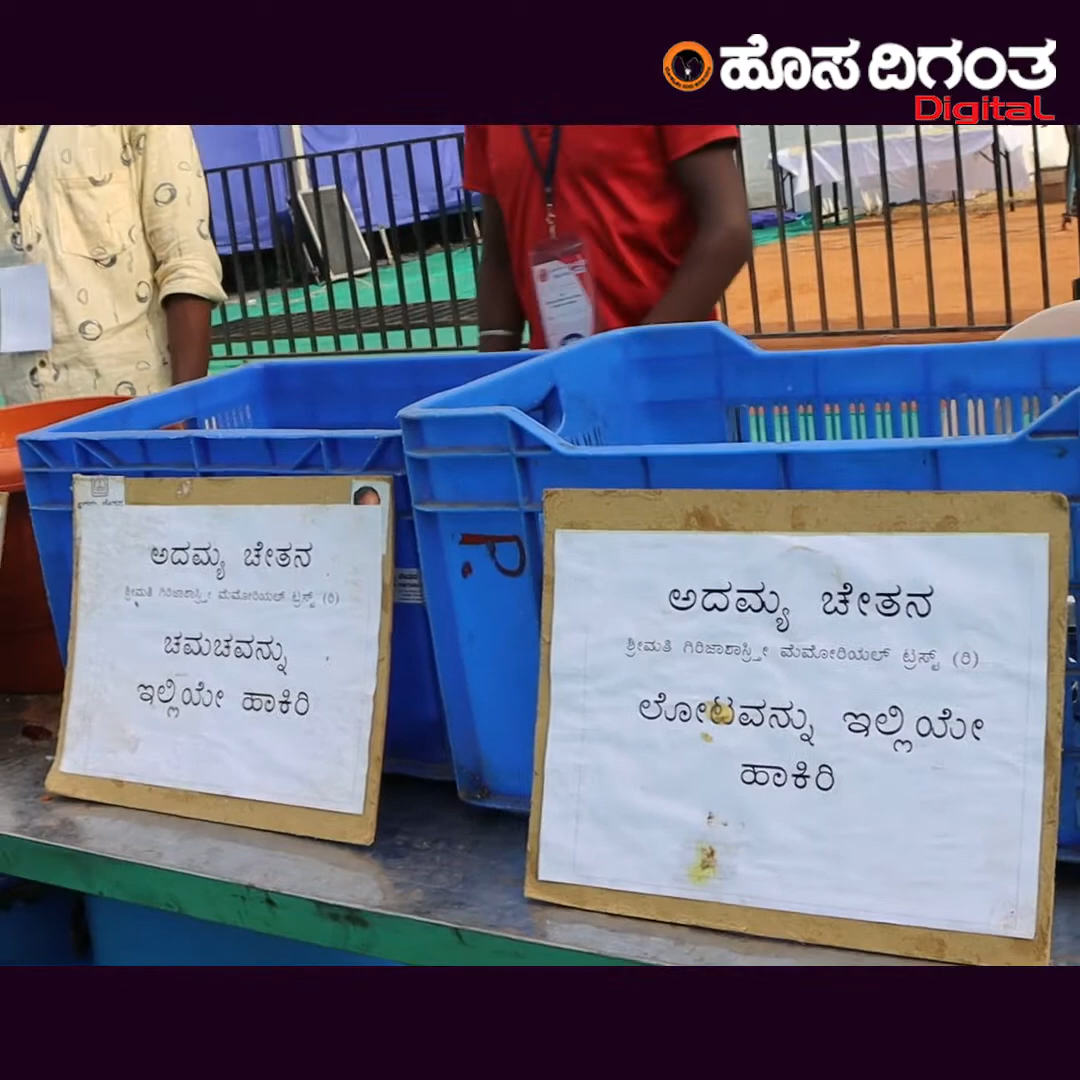 ಹೊಸ ದಿಗಂತ
Digital
ಅದಮ್ಯ ಚೇತನ
ಶ್ರೀಮತಿ ಗಿರಿಜಾಶಾಸ್ತ್ರೀ ಮೆಮೋರಿಯಲ್ ಟ್ರಸ್ಟ್ (ರಿ)
ಚಮಚವನ್ನು
ಇಲ್ಲಿಯೇ ಹಾಕಿರಿ
ಅದಮ್ಯ ಚೇತನ
ಶ್ರೀಮತಿ ಗಿರಿಜಾಶಾಸ್ತ್ರೀ ಮೆಮೋರಿಯಲ್ ಟ್ರಸ್ಟ್ (ರಿ)
ಲೋಟವನ್ನು ಇಲ್ಲಿಯೇ
ಹಾಕಿರಿ